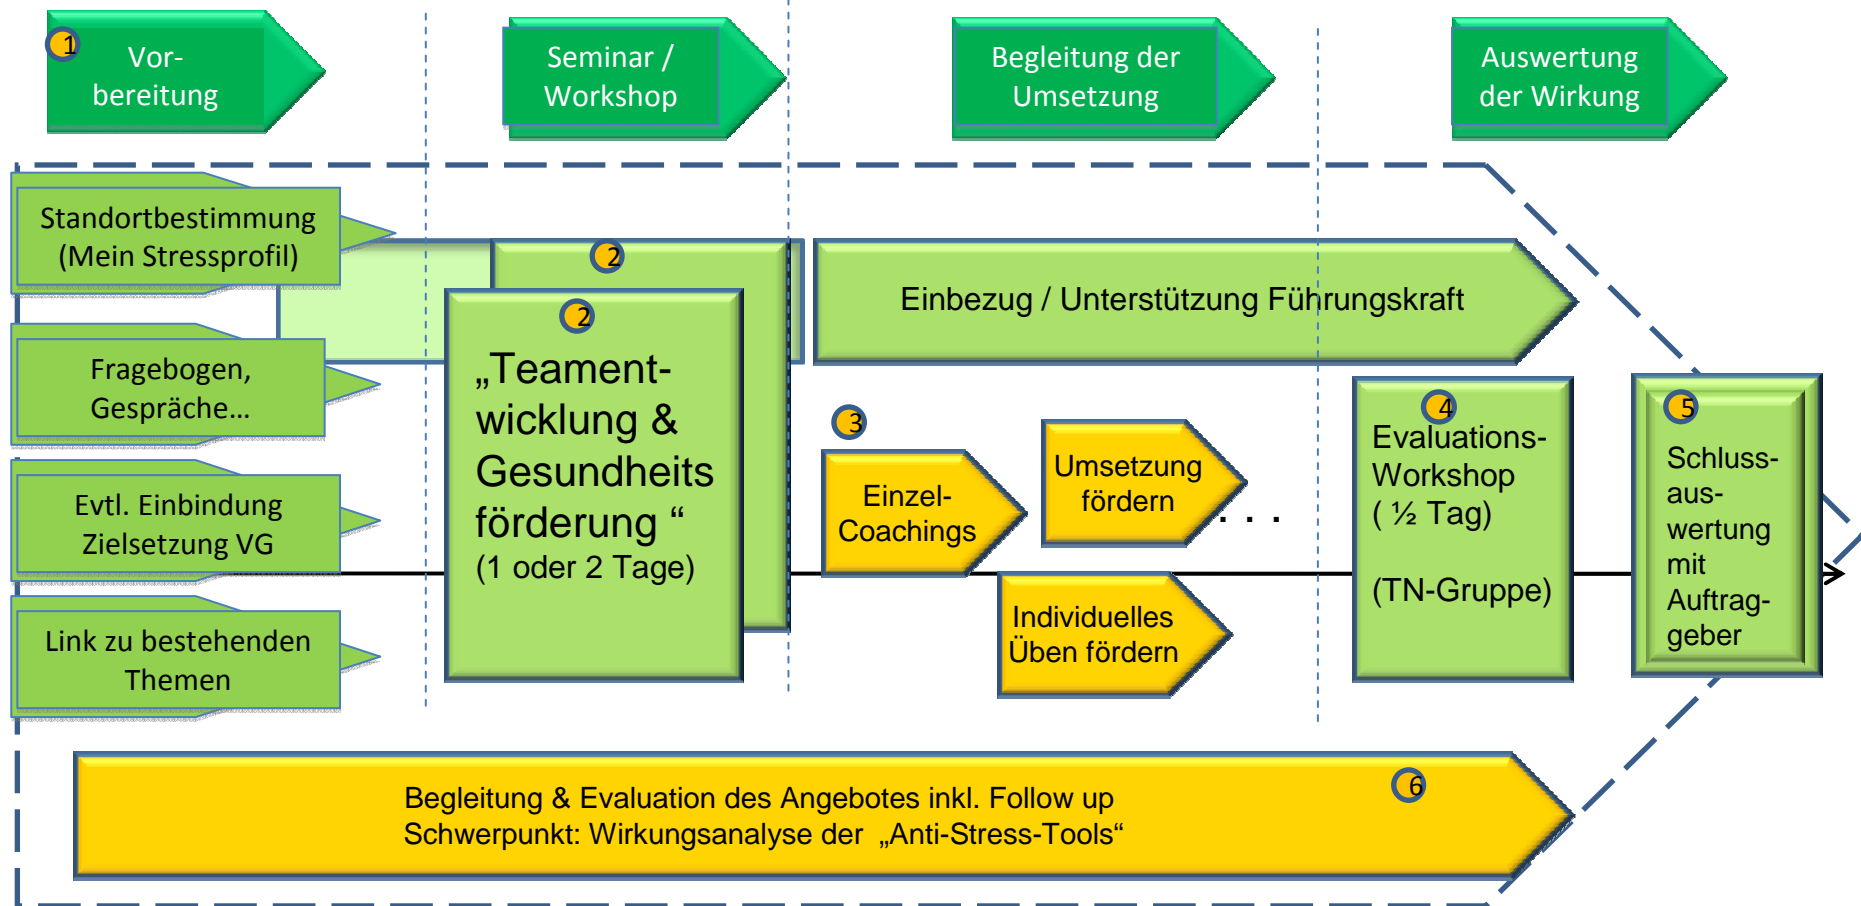 1
Vor-
bereitung
Seminar /
Workshop
Begleitung der
Umsetzung
Auswertung
der Wirkung
Standortbestimmung
(Mein Stressprofil)
Fragebogen,
Gespräche...
Evtl. Einbindung
Zielsetzung VG
Link zu bestehenden
Themen
2
2
„Teament-
wicklung &
Gesundheits
förderung “
(1 oder 2 Tage)
Einbezug / Unterstützung Führungskraft
3
Einzel-
Coachings
Umsetzung
fördern
. . .
Individuelles
Üben fördern
4
Evaluations-
Workshop
( ½ Tag)
(TN-Gruppe)
5
Schluss-
aus-
wertung
mit
Auftrag-
geber
6
Begleitung & Evaluation des Angebotes inkl. Follow up
Schwerpunkt: Wirkungsanalyse der „Anti-Stress-Tools“